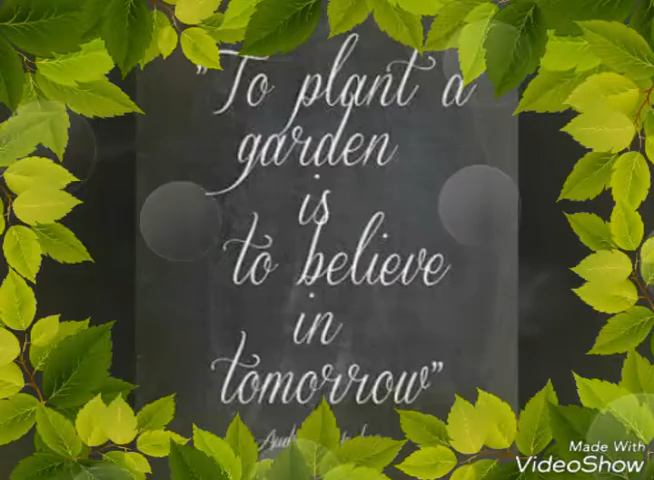 "To plant a
garden
is
to believe
in
tomorrow"
Made With
VideoShow